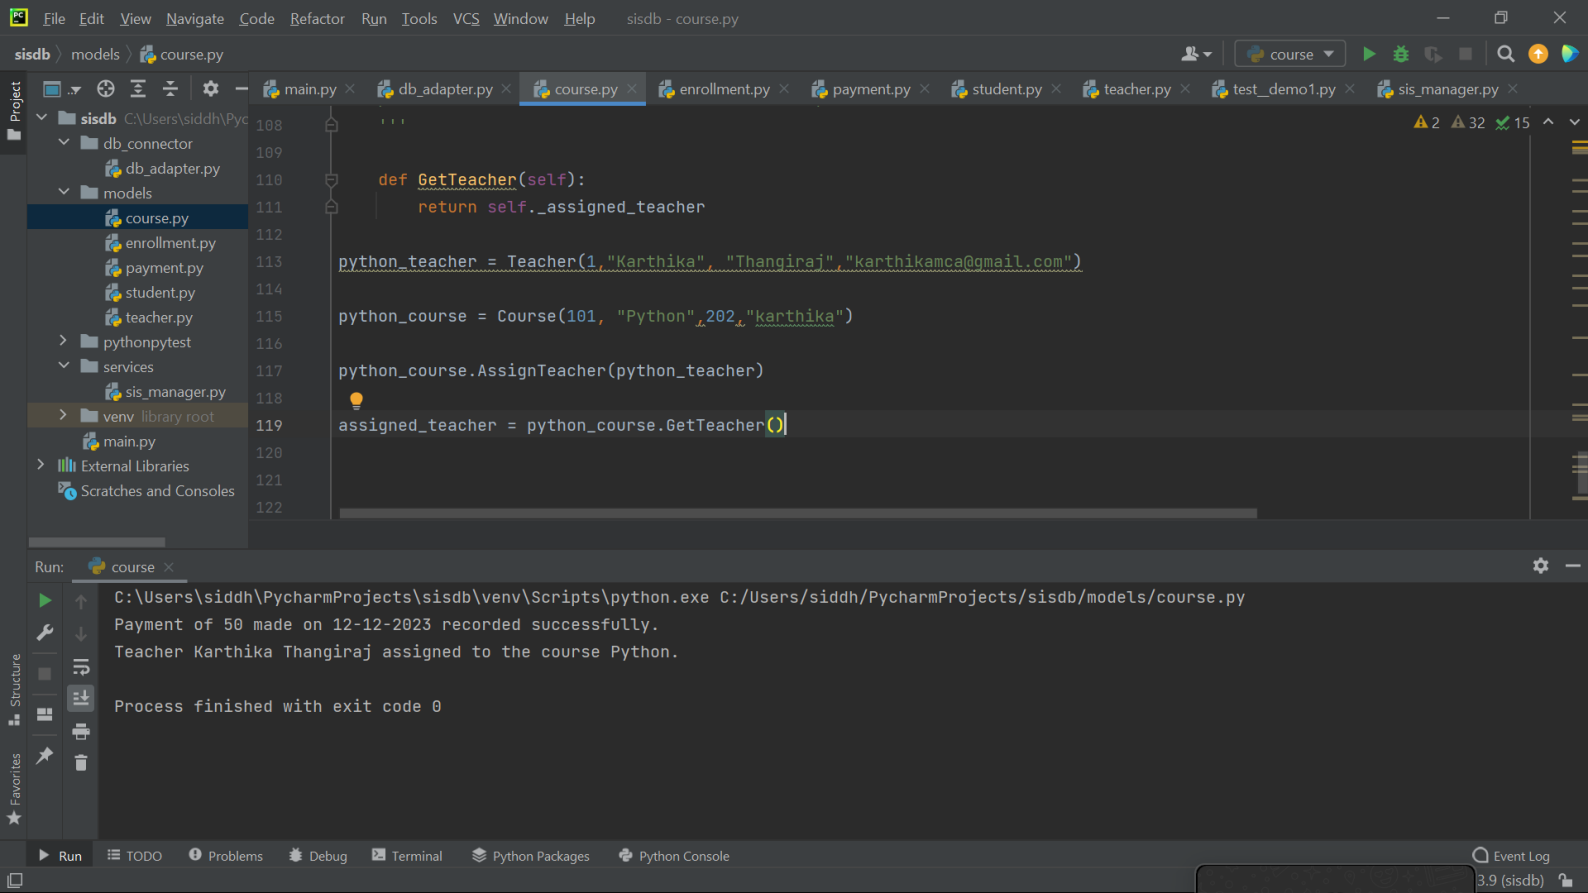 PC File Edit View Navigate Code Refactor Run Tools VCS Window Help sisdb - course.py
sisdb models course.py course
Project
main.py db_adapter.py course.py enrollment.py payment.py student.py teacher.py test__demo1.py sis_manager.py
sisdb C:\Users\siddh\Pyc
db_connector
db_adapter.py
models
course.py
enrollment.py
payment.py
student.py
teacher.py
pythonpytest
services
sis_manager.py
venv library root
main.py
External Libraries
Scratches and Consoles
2 32 15
108 '''
109
110 def GetTeacher(self):
111 return self._assigned_teacher
112
113 python_teacher = Teacher(1,"Karthika", "Thangiraj","karthikamca@gmail.com")
114
115 python_course = Course(101, "Python",202,"karthika")
116
117 python_course.AssignTeacher(python_teacher)
118
119 assigned_teacher = python_course.GetTeacher()
120
121
122
Run: course
C:\Users\siddh\PycharmProjects\sisdb\venv\Scripts\python.exe C:/Users/siddh/PycharmProjects/sisdb/models/course.py
Payment of 50 made on 12-12-2023 recorded successfully.
Teacher Karthika Thangiraj assigned to the course Python.
Process finished with exit code 0
Structure
Favorites
Run TODO Problems Debug Terminal Python Packages Python Console Event Log
3.9 (sisdb)